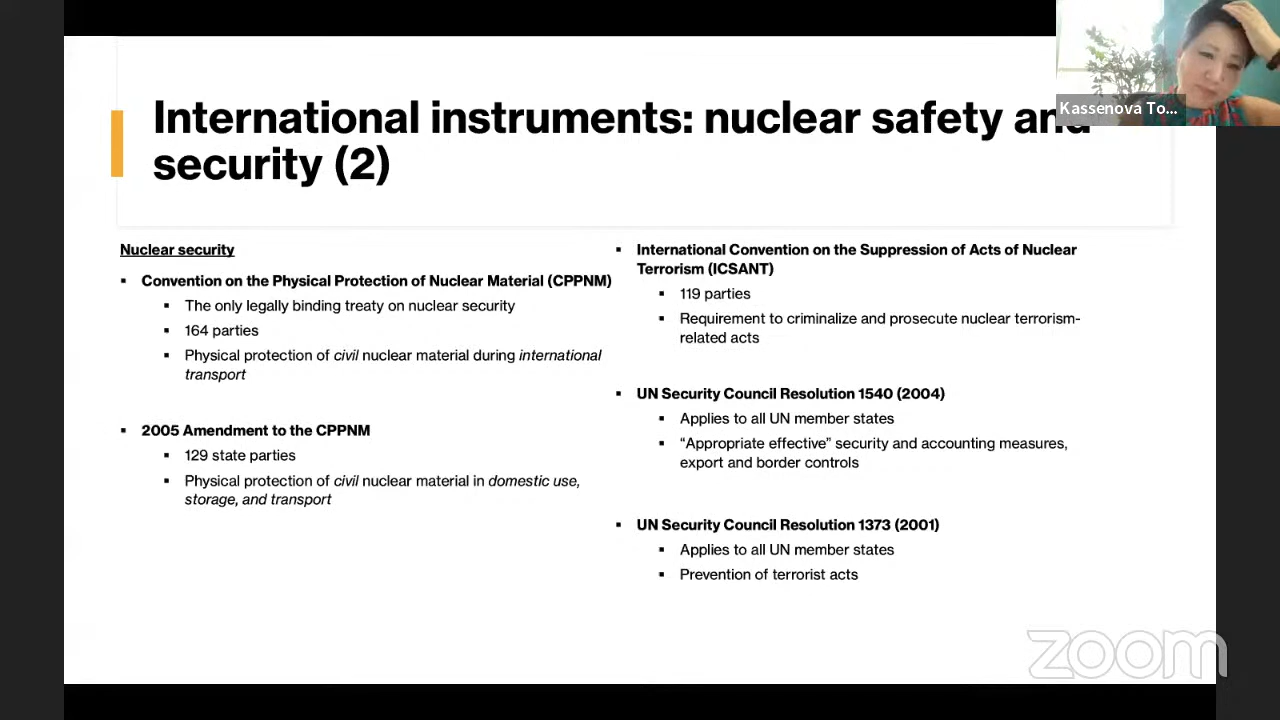 Kassenova To...
International instruments: nuclear safety and
security (2)
Nuclear security
▪ Convention on the Physical Protection of Nuclear Material (CPPNM)
▪ The only legally binding treaty on nuclear security
▪ 164 parties
▪ Physical protection of civil nuclear material during international
transport
▪ 2005 Amendment to the CPPNM
▪ 129 state parties
▪ Physical protection of civil nuclear material in domestic use,
storage, and transport
▪ International Convention on the Suppression of Acts of Nuclear
Terrorism (ICSANT)
▪ 119 parties
▪ Requirement to criminalize and prosecute nuclear terrorism-
related acts
▪ UN Security Council Resolution 1540 (2004)
▪ Applies to all UN member states
▪ “Appropriate effective” security and accounting measures,
export and border controls
▪ UN Security Council Resolution 1373 (2001)
▪ Applies to all UN member states
▪ Prevention of terrorist acts
zoom